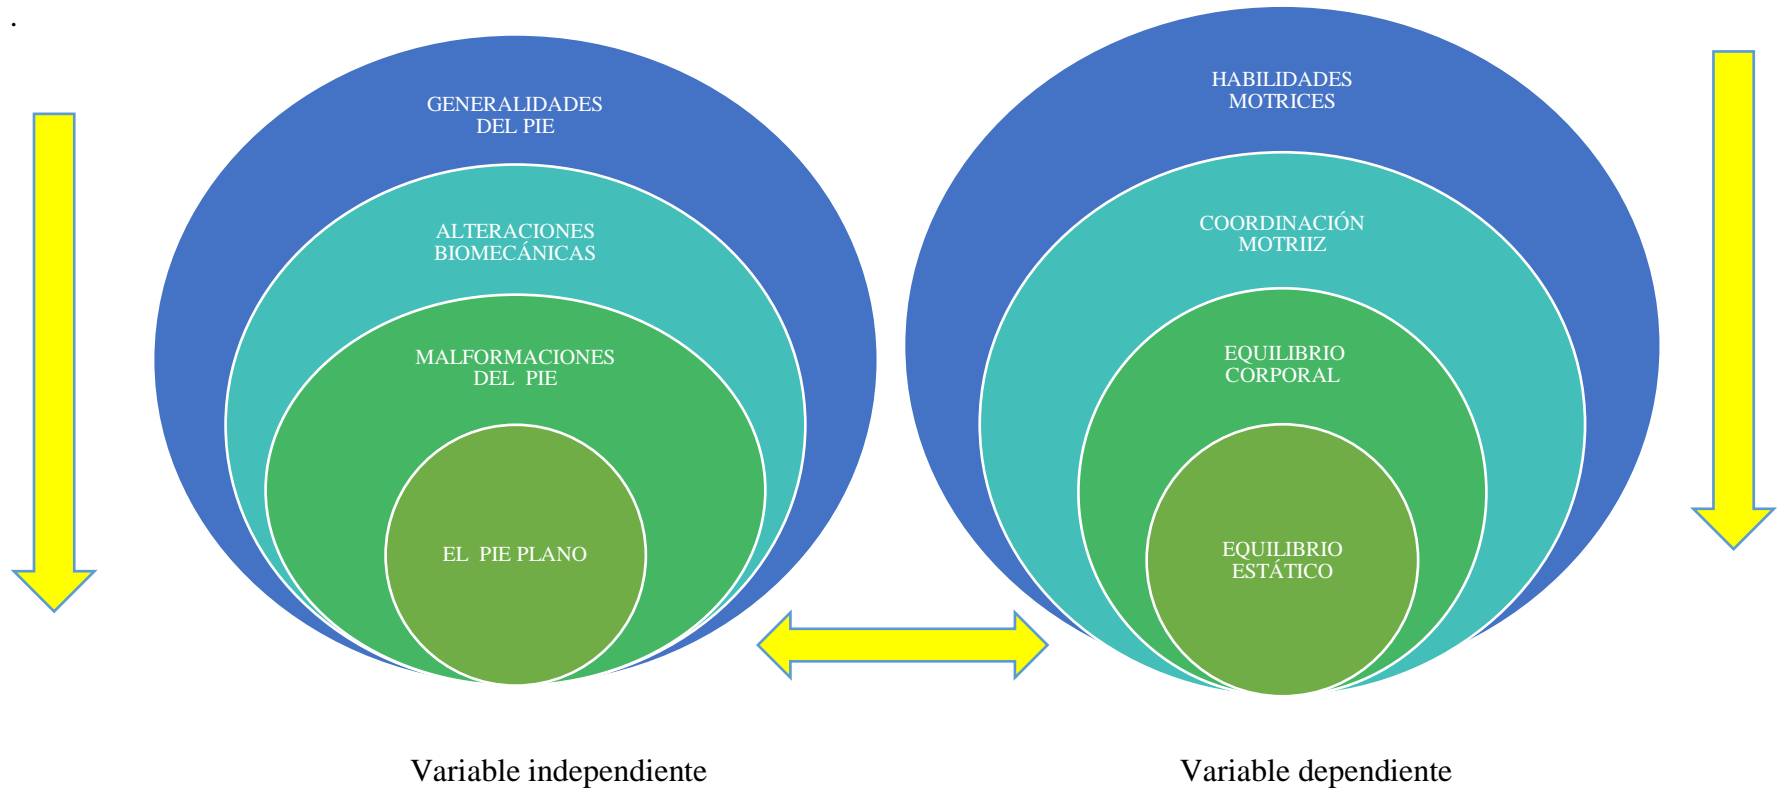 .
GENERALIDADES
DEL PIE
ALTERACIONES
BIOMECÁNICAS
MALFORMACIONES
DEL PIE
EL PIE PLANO
HABILIDADES
MOTRICES
COORDINACIÓN
MOTRIIZ
EQUILIBRIO
CORPORAL
EQUILIBRIO
ESTÁTICO
Variable independiente
Variable dependiente